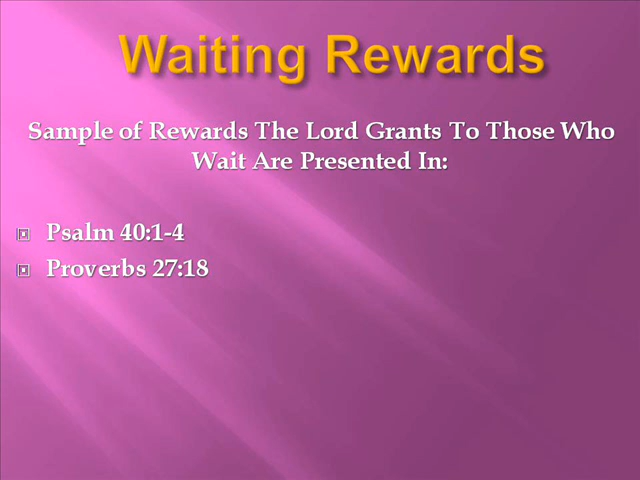 Waiting Rewards
Sample of Rewards The Lord Grants To Those Who
Wait Are Presented In:
Psalm 40:1-4
Proverbs 27:18